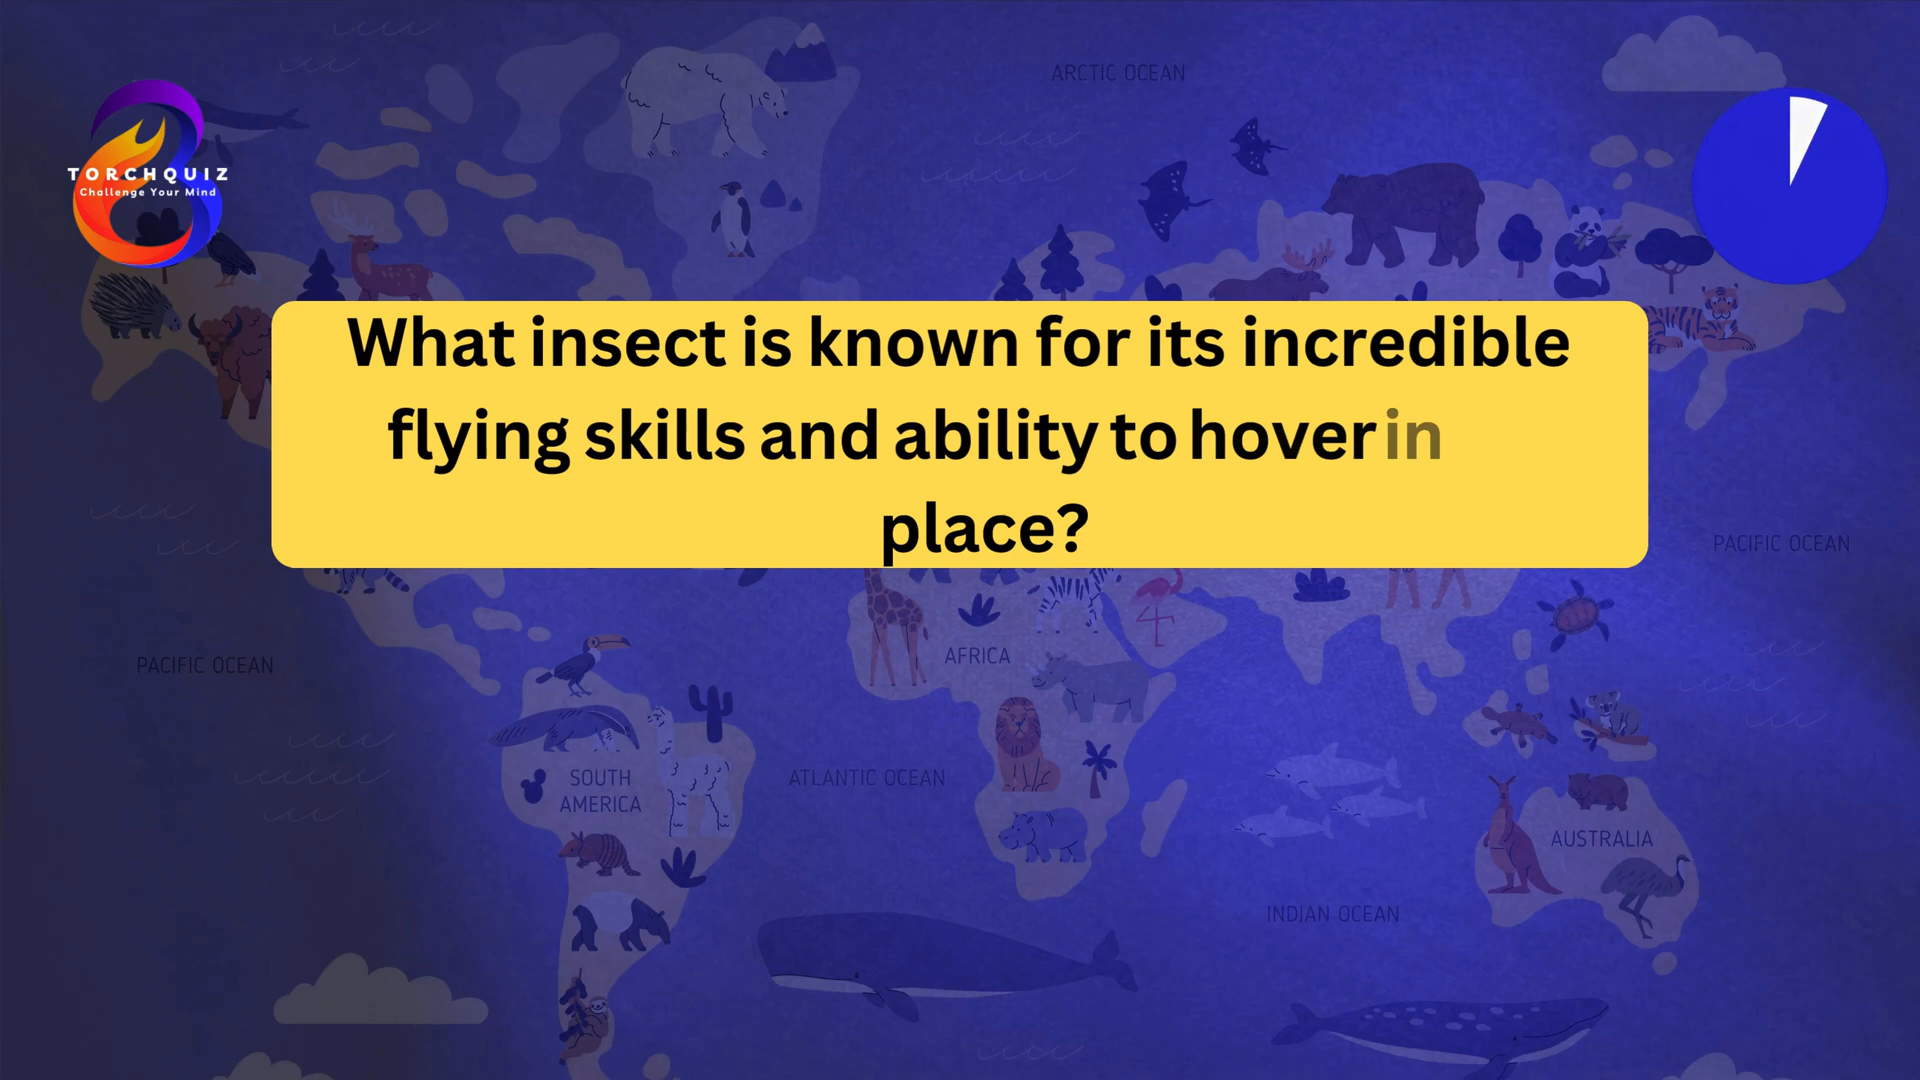 ARCTIC OCEAN
TORCHQUIZ
Challenge Your Mind
What insect is known for its incredible
flying skills and ability to hover in
place?
PACIFIC OCEAN
AFRICA
PACIFIC OCEAN
SOUTH
AMERICA
ATLANTIC OCEAN
AUSTRALIA
INDIAN OCEAN